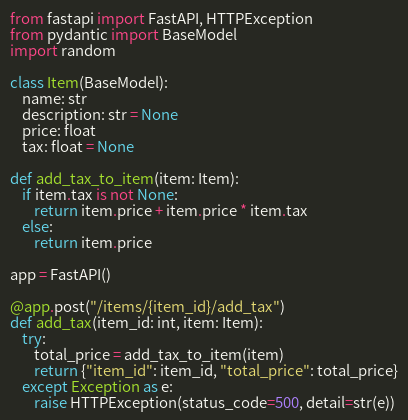 from fastapi import FastAPI, HTTPException
from pydantic import BaseModel
import random

class Item(BaseModel):
    name: str
    description: str = None
    price: float
    tax: float = None

def add_tax_to_item(item: Item):
    if item.tax is not None:
        return item.price + item.price * item.tax
    else:
        return item.price

app = FastAPI()

@app.post("/items/{item_id}/add_tax")
def add_tax(item_id: int, item: Item):
    try:
        total_price = add_tax_to_item(item)
        return {"item_id": item_id, "total_price": total_price}
    except Exception as e:
        raise HTTPException(status_code=500, detail=str(e))